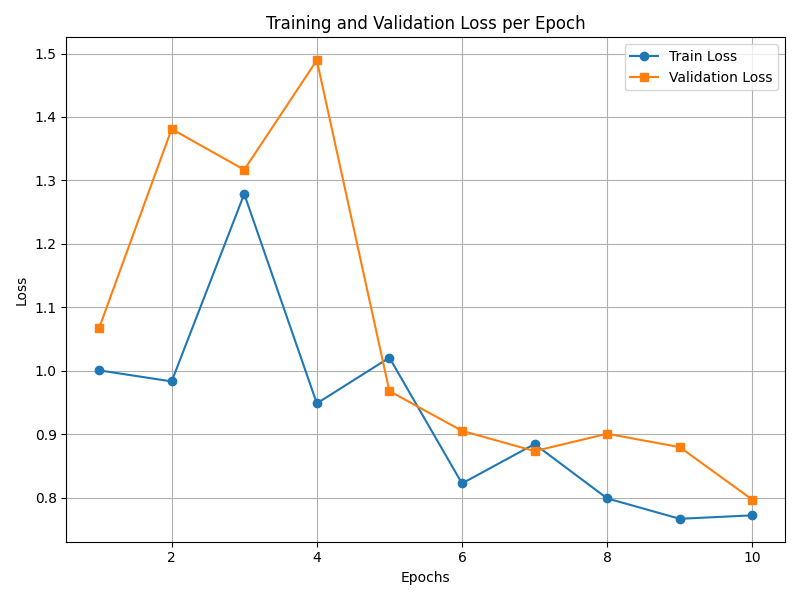 Training and Validation Loss per Epoch
Train Loss
Validation Loss
1.5
1.4
1.3
1.2
1.1
1.0
0.9
0.8
Loss
2 4 6 8 10
Epochs